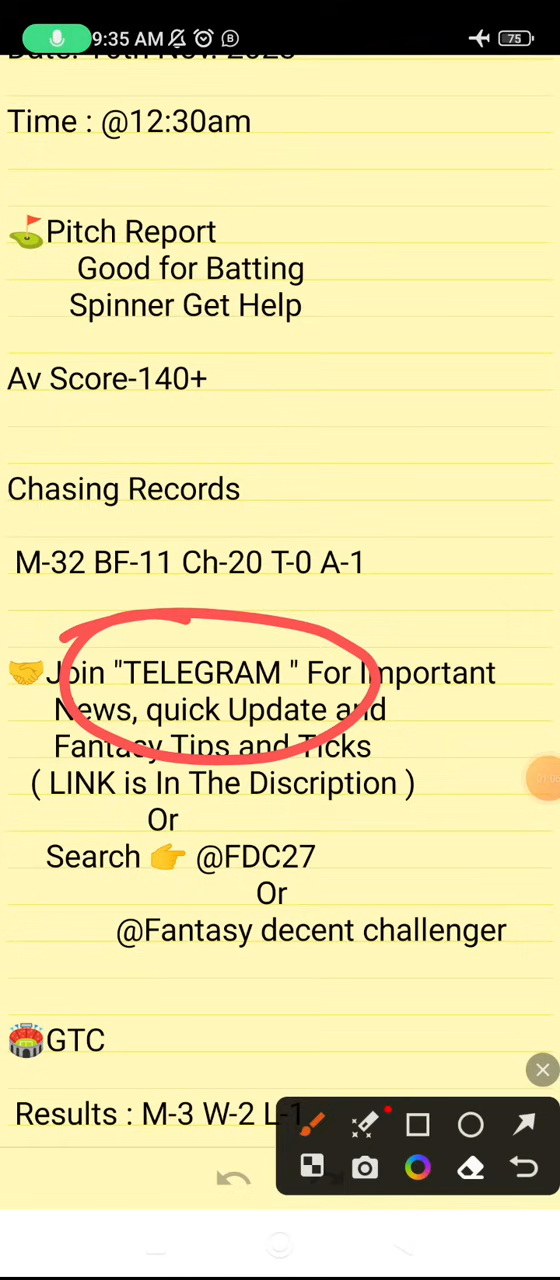 9:35 AM
75
Time : @12:30am
Pitch Report
Good for Batting
Spinner Get Help
Av Score-140+
Chasing Records
M-32 BF-11 Ch-20 T-0 A-1
Join "TELEGRAM " For Important
News, quick Update and
Fantasy Tips and Ticks
( LINK is In The Discription )
Or
Search 👉 @FDC27
Or
@Fantasy decent challenger
GTC
Results : M-3 W-2 L-1